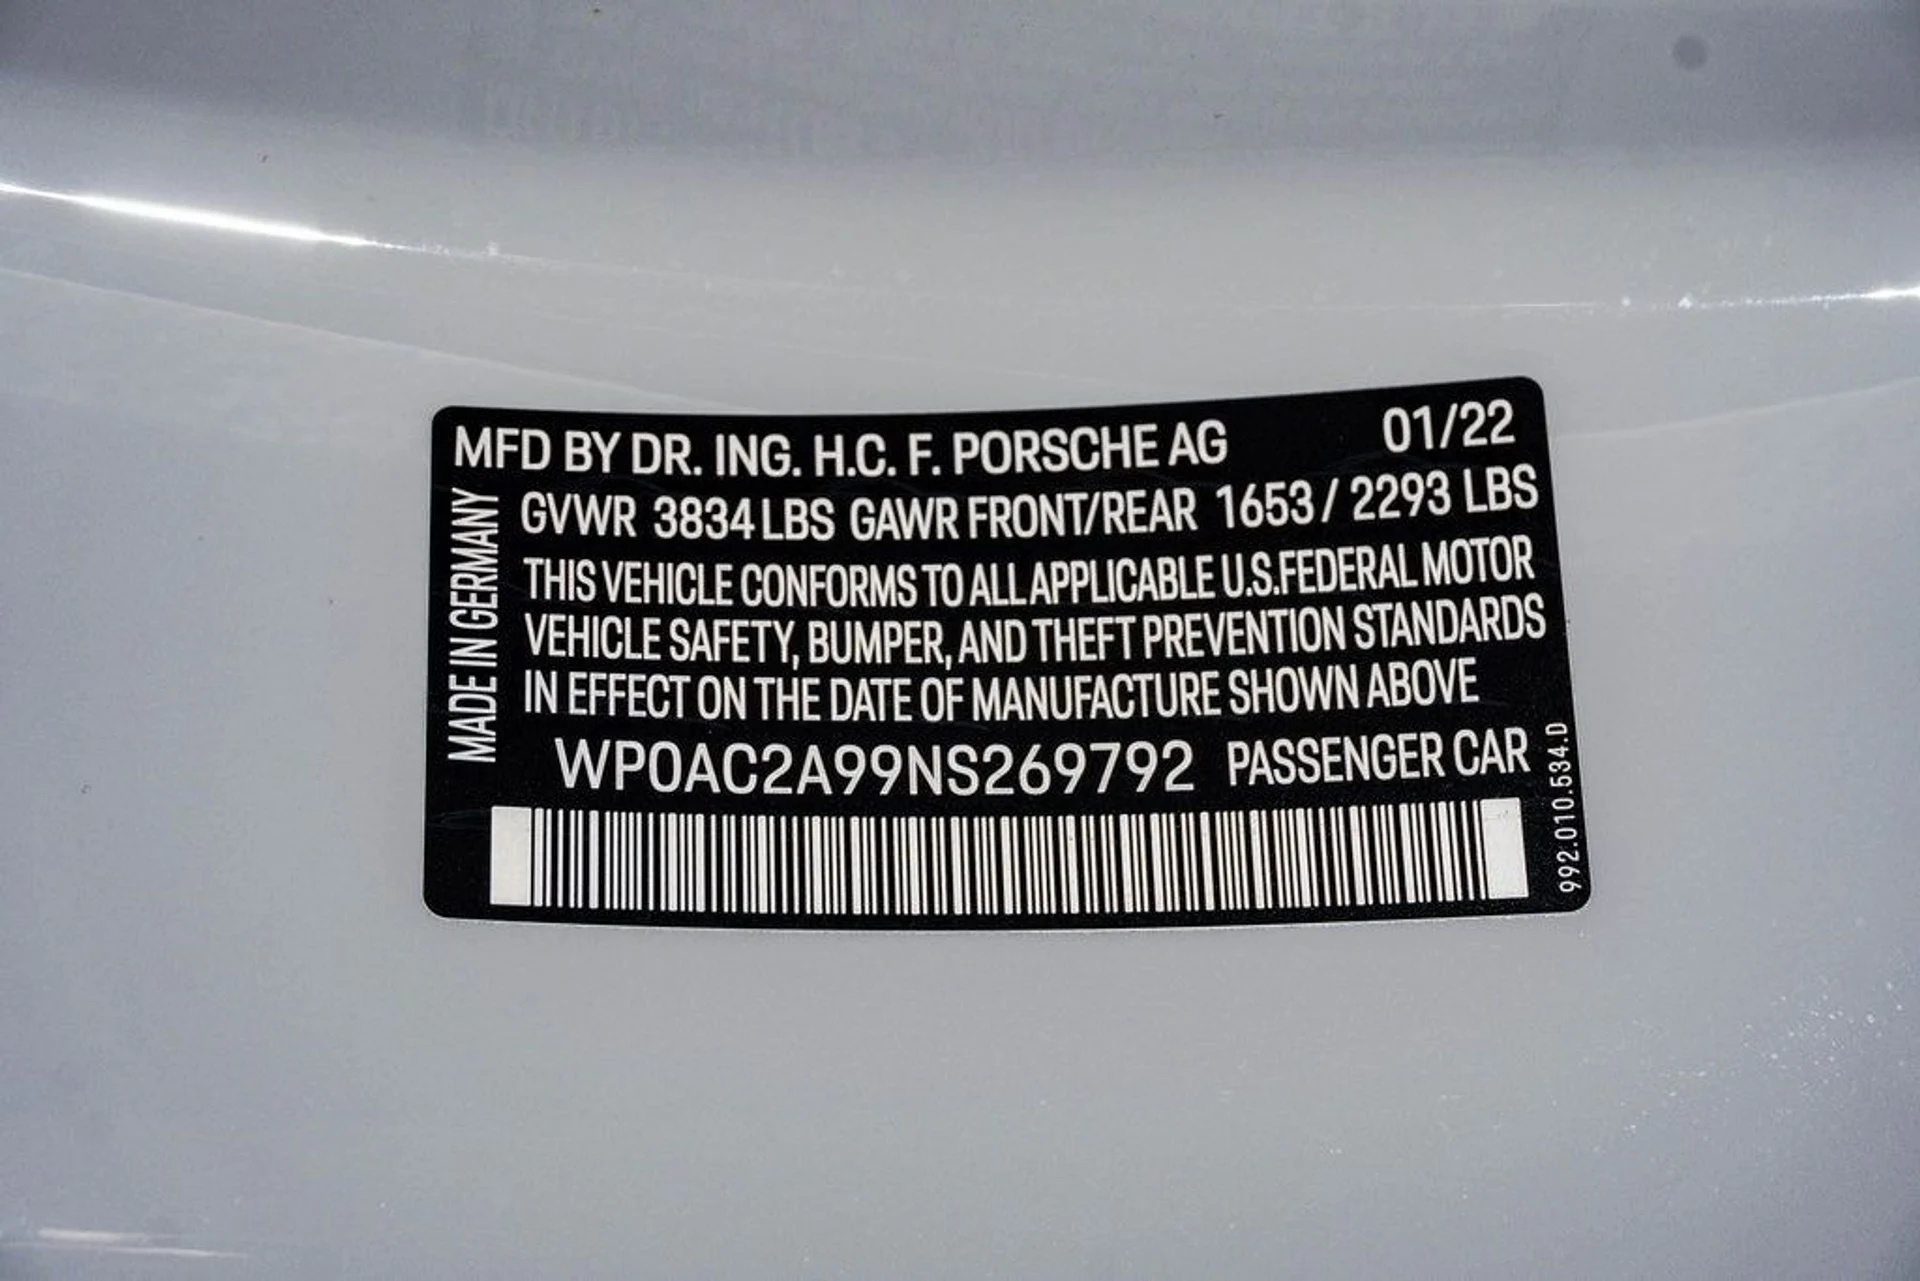 MFD BY DR. ING. H.C. F. PORSCHE AG 01/22
GVWR 3834 LBS GAWR FRONT/REAR 1653 / 2293 LBS
THIS VEHICLE CONFORMS TO ALL APPLICABLE U.S.FEDERAL MOTOR
VEHICLE SAFETY, BUMPER, AND THEFT PREVENTION STANDARDS
IN EFFECT ON THE DATE OF MANUFACTURE SHOWN ABOVE
WP0AC2A99NS269792 PASSENGER CAR
MADE IN GERMANY
992.010.534.D